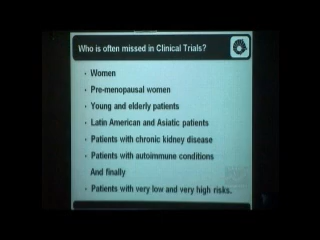 Who is often missed in Clinical Trials?
Women
Pre-menopausal women
Young and elderly patients
Latin American and Asiatic patients
Patients with chronic kidney disease
Patients with autoimmune conditions
And finally
Patients with very low and very high risks.